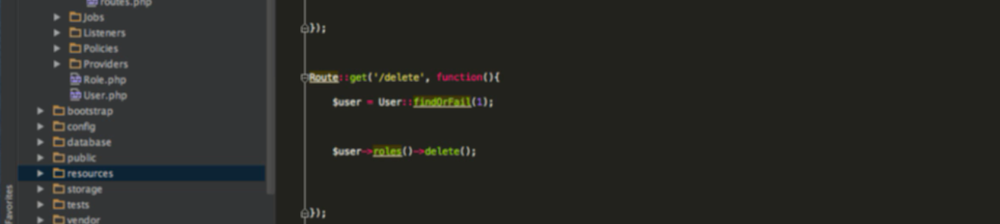 routes.php
Jobs
Listeners
Policies
Providers
Role.php
User.php
bootstrap
config
database
public
resources
storage
tests
vendor
Favorites
});
Route::get('/delete', function(){
$user = User::findOrFail(1);
$user->roles()->delete();
});